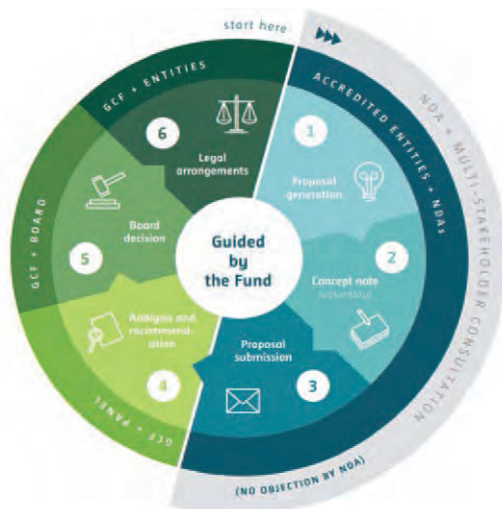 start here
NDA + MULTI-STAKEHOLDER CONSULTATION
(NO OBJECTION BY NDA)
ACCREDITED ENTITIES + NDAs
GCF + ENTITIES
GCF + BOARD
GCF + PANEL
Guided
by
the Fund
1
Proposal
generation
2
Concept note
(voluntary)
3
Proposal
submission
4
Analysis and
recommend-
ation
5
Board
decision
6
Legal
arrangements